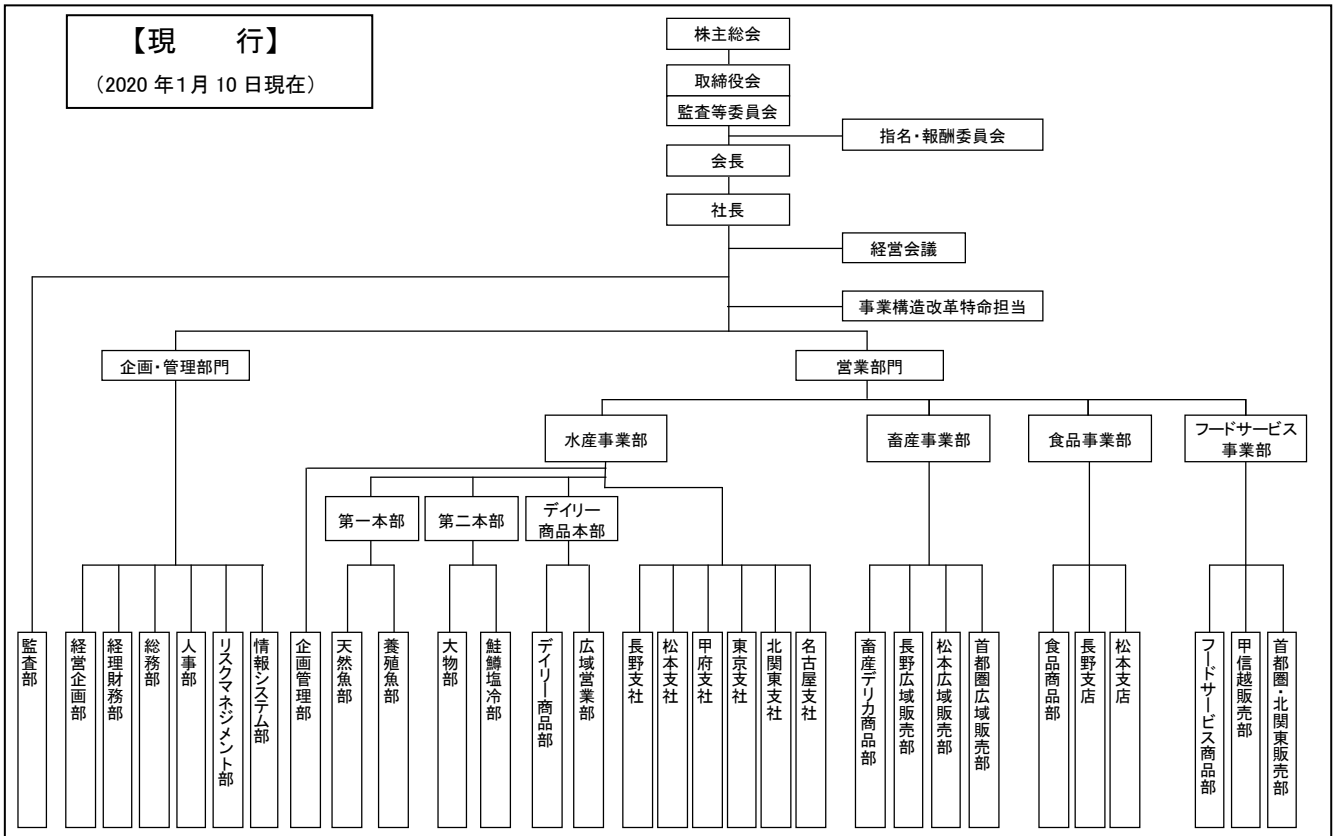 【現　　行】
（2020 年１月 10 日現在）
株主総会
取締役会
監査等委員会
指名・報酬委員会
会長
社長
経営会議
事業構造改革特命担当
企画・管理部門
営業部門
水産事業部
畜産事業部
食品事業部
フードサービス
事業部
第一本部
第二本部
デイリー
商品本部
監査部
経営企画部
経理財務部
総務部
人事部
リスクマネジメント部
情報システム部
企画管理部
天然魚部
養殖魚部
大物部
鮭鱒塩冷部
デイリー商品部
広域営業部
長野支社
松本支社
甲府支社
東京支社
北関東支社
名古屋支社
畜産デリカ商品部
長野広域販売部
松本広域販売部
首都圏広域販売部
食品商品部
長野支店
松本支店
フードサービス商品部
甲信越販売部
首都圏・北関東販売部